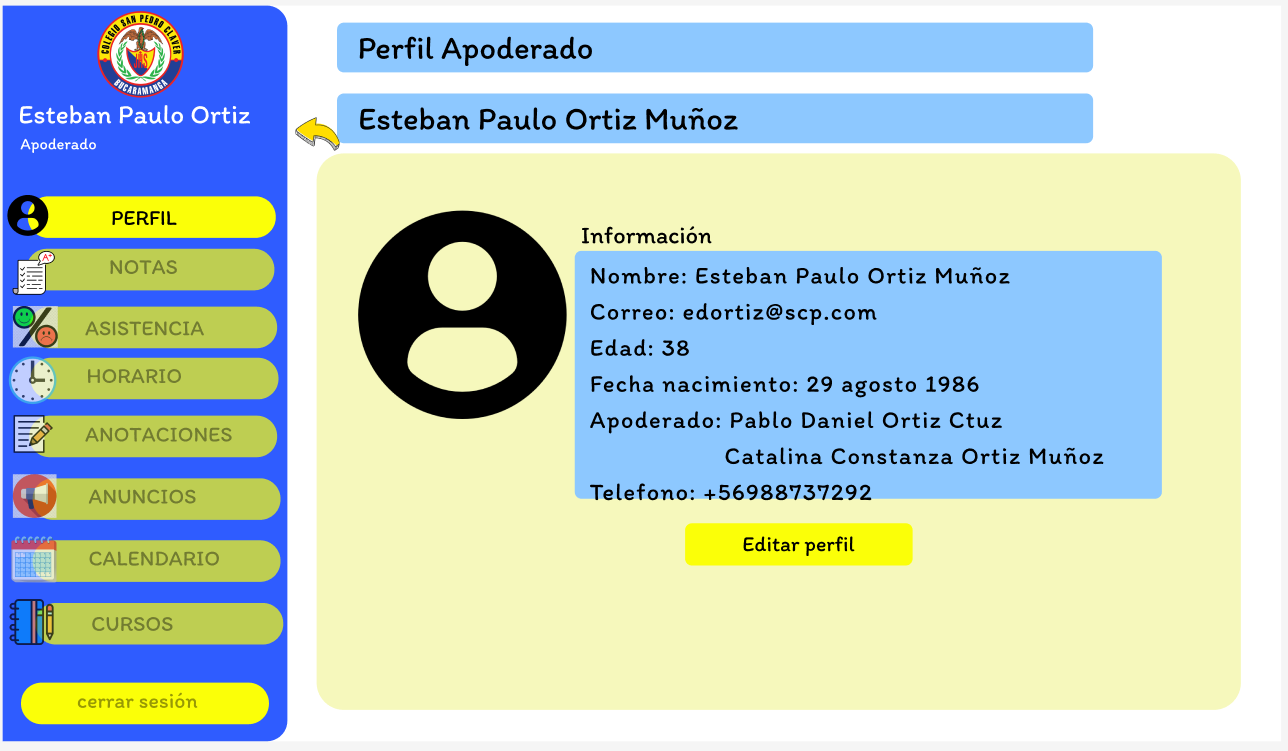 COLEGIO SAN PEDRO CLAVER
BUCARAMANGA
Esteban Paulo Ortiz
Apoderado
PERFIL
A+
NOTAS
ASISTENCIA
HORARIO
ANOTACIONES
ANUNCIOS
CALENDARIO
CURSOS
cerrar sesión
Perfil Apoderado
Esteban Paulo Ortiz Muñoz
Información
Nombre: Esteban Paulo Ortiz Muñoz
Correo: edortiz@scp.com
Edad: 38
Fecha nacimiento: 29 agosto 1986
Apoderado: Pablo Daniel Ortiz Ctuz
Catalina Constanza Ortiz Muñoz
Telefono: +56988737292
Editar perfil